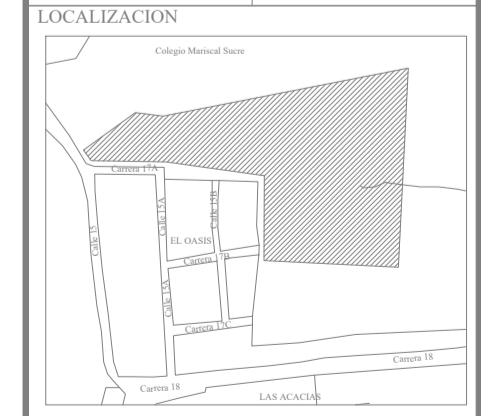 LOCALIZACION
Colegio Mariscal Sucre
Carrera 17A
Calle 15
Calle 15A
Calle 15B
EL OASIS
Carrera 17B
Calle 15A
Carrera 17C
Carrera 18
Carrera 18
LAS ACACIAS